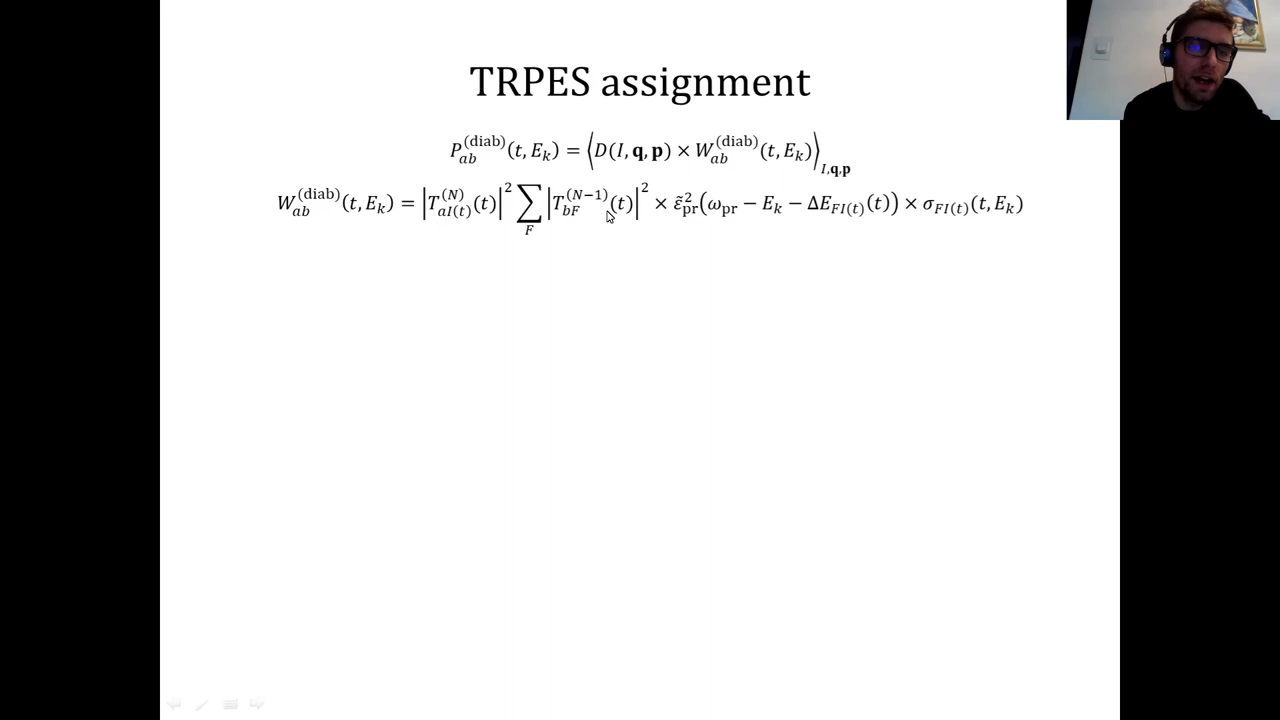 TRPES assignment
P_{ab}^{(diab)}(t, E_k) = ⟨D(I, q, p) × W_{ab}^{(diab)}(t, E_k)⟩_{I,q,p}
W_{ab}^{(diab)}(t, E_k) = |T_{aI(t)}^{(N)}(t)|² ∑_F |T_{bF}^{(N−1)}(t)|² × ε̃_{pr}^2(ω_{pr} − E_k − ΔE_{FI(t)}(t)) × σ_{FI(t)}(t, E_k)